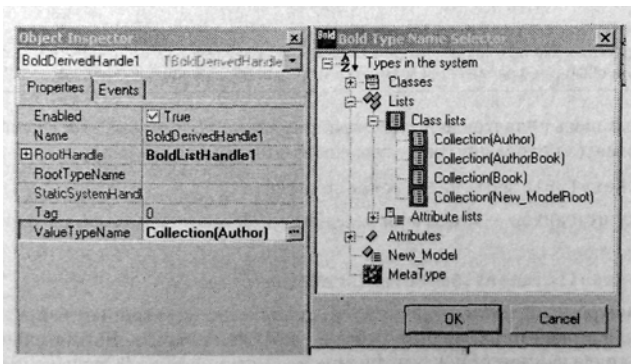 Object Inspector
BoldDerivedHandle1 TBoldDerivedHandle
Properties Events
Enabled True
Name BoldDerivedHandle1
RootHandle BoldListHandle1
RootTypeName
StaticSystemHandl
Tag 0
ValueTypeName Collection(Author) ...
Bold Bold Type Name Selector
Types in the system
Classes
Lists
Class lists
Collection(Author)
Collection(AuthorBook)
Collection(Book)
Collection(New_ModelRoot)
Attribute lists
Attributes
New_Model
MetaType
OK Cancel